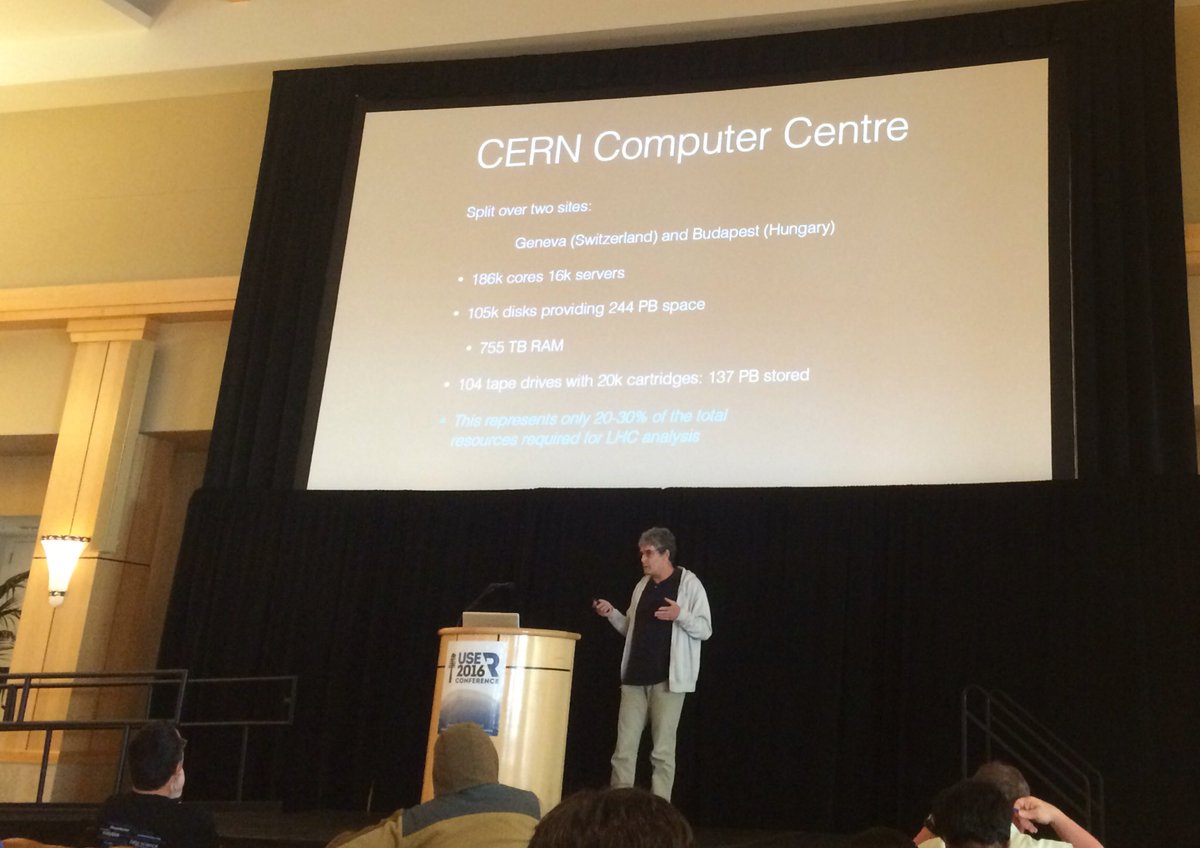 CERN Computer Centre
Split over two sites:
Geneva (Switzerland) and Budapest (Hungary)
• 186k cores 16k servers
• 105k disks providing 244 PB space
• 755 TB RAM
• 104 tape drives with 20k cartridges: 137 PB stored
• This represents only 20-30% of the total
resources required for LHC analysis
USE R
2016
CONFERENCE